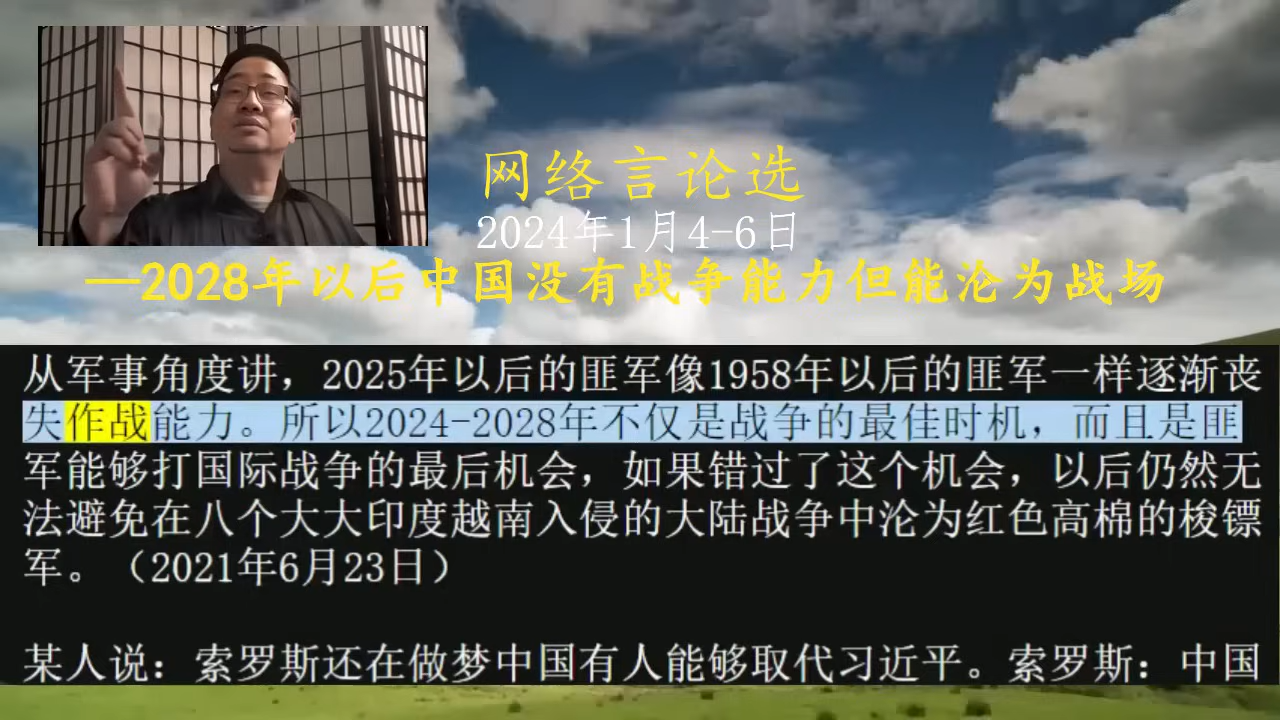 网络言论选
2024年1月4-6日
—2028年以后中国没有战争能力但能沦为战场
从军事角度讲，2025年以后的匪军像1958年以后的匪军一样逐渐丧
失作战能力。所以2024-2028年不仅是战争的最佳时机，而且是匪
军能够打国际战争的最后机会，如果错过了这个机会，以后仍然无
法避免在八个大大印度越南入侵的大陆战争中沦为红色高棉的梭镖
军。（2021年6月23日）
某人说：索罗斯还在做梦中国有人能够取代习近平。索罗斯：中国